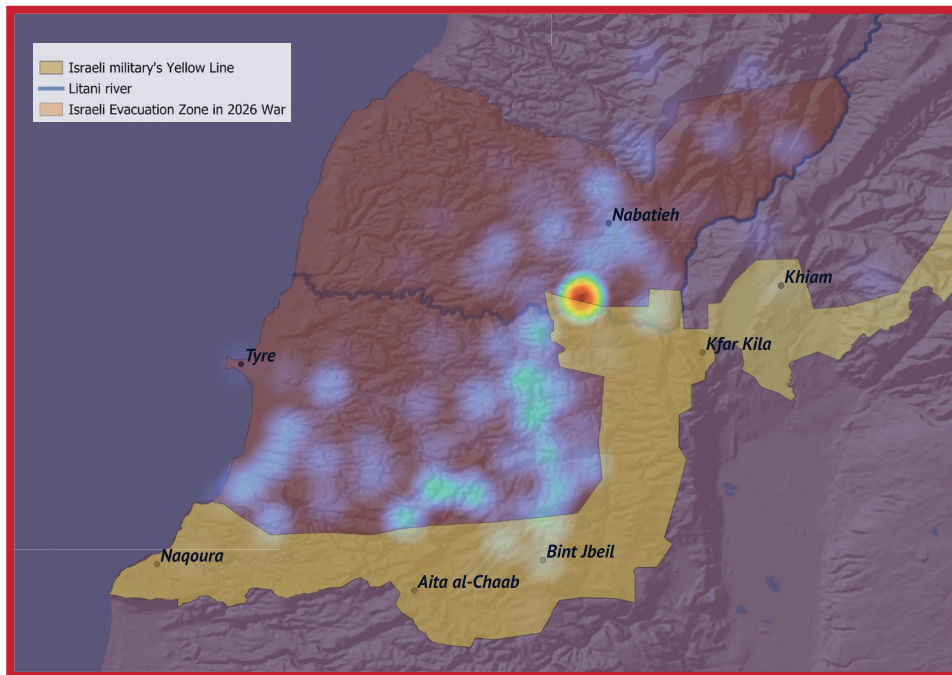 Israeli military's Yellow Line
Litani river
Israeli Evacuation Zone in 2026 War
Nabatieh
Khiam
Kfar Kila
Tyre
Bint Jbeil
Naqoura
Aita al-Chaab